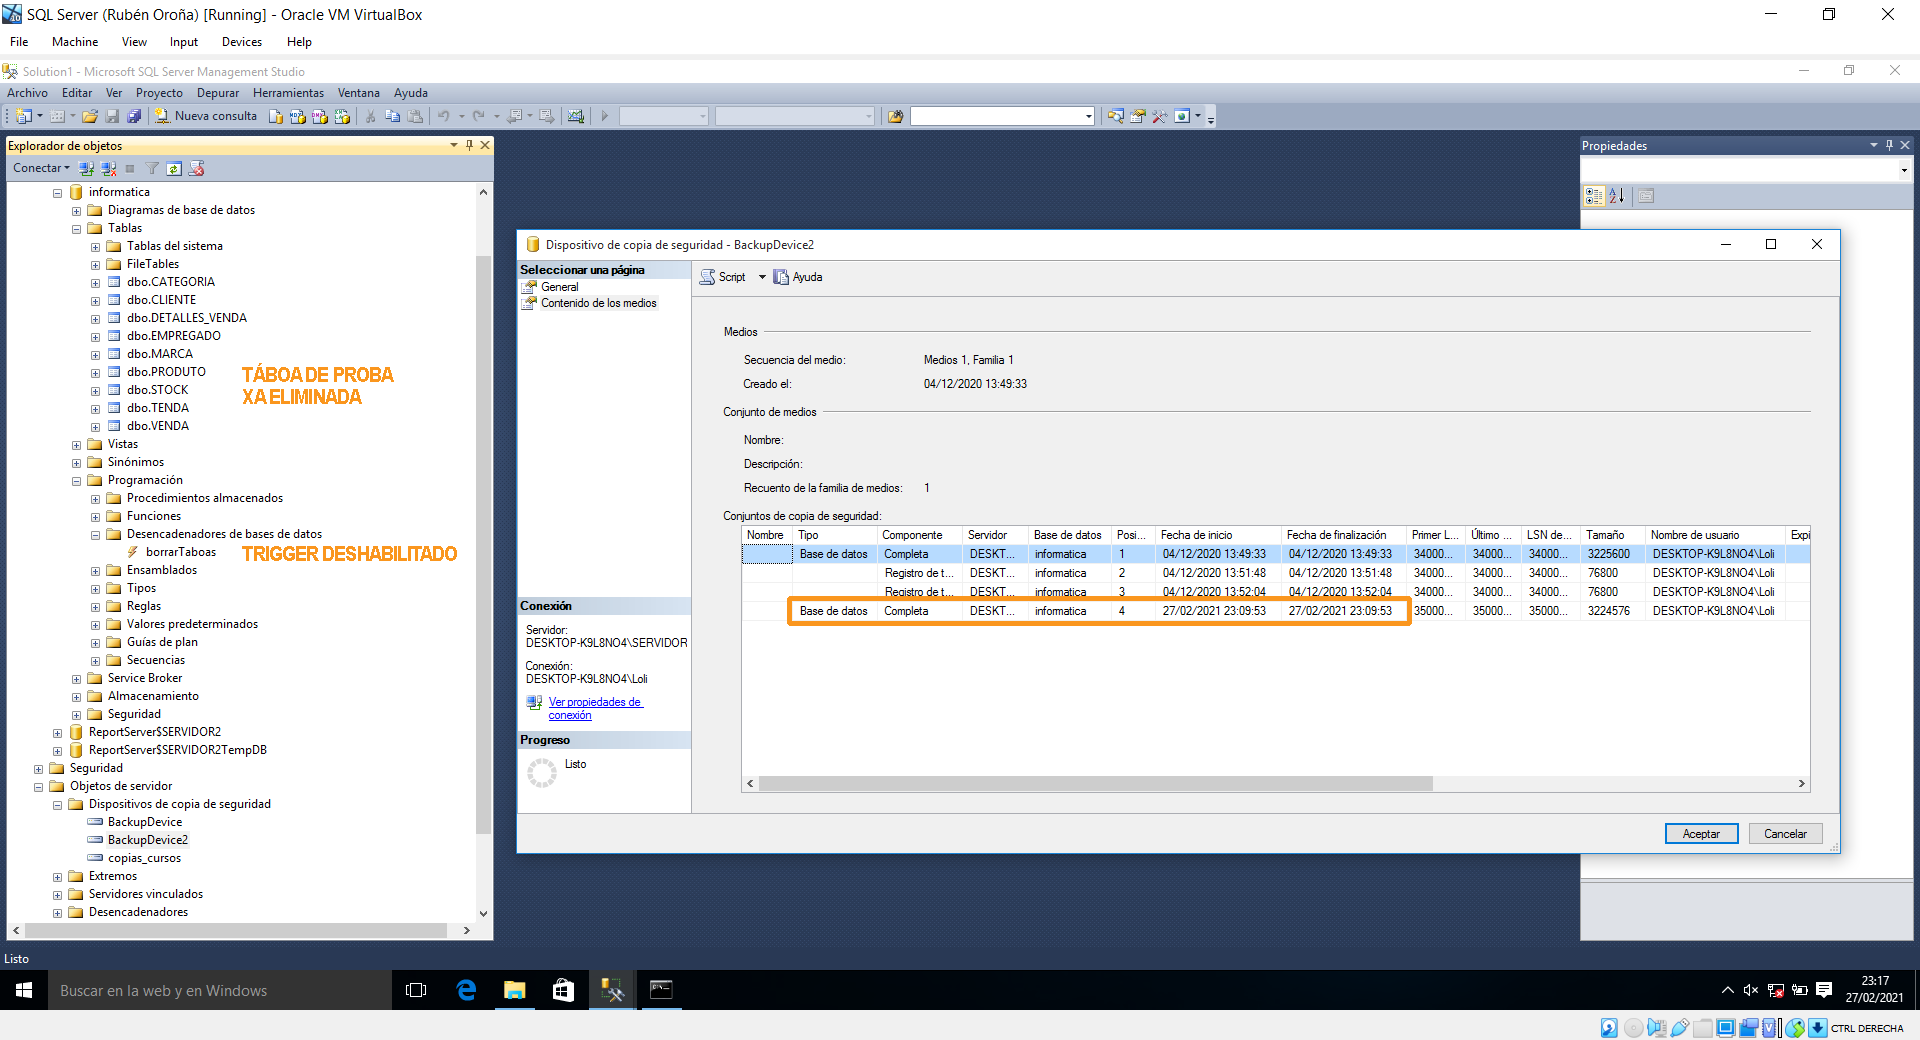 SQL Server (Rubén Oroña) [Running] - Oracle VM VirtualBox
File Machine View Input Devices Help
Solution1 - Microsoft SQL Server Management Studio
Archivo Editar Ver Proyecto Depurar Herramientas Ventana Ayuda
Nueva consulta
Explorador de objetos
Conectar
informatica
Diagramas de base de datos
Tablas
Tablas del sistema
FileTables
dbo.CATEGORIA
dbo.CLIENTE
dbo.DETALLES_VENDA
dbo.EMPREGADO
dbo.MARCA
dbo.PRODUTO
dbo.STOCK
dbo.TENDA
dbo.VENDA
TÁBOA DE PROBA
XA ELIMINADA
Vistas
Sinónimos
Programación
Procedimientos almacenados
Funciones
Desencadenadores de bases de datos
borrarTaboas
TRIGGER DESHABILITADO
Ensamblados
Tipos
Reglas
Valores predeterminados
Guías de plan
Secuencias
Service Broker
Almacenamiento
Seguridad
ReportServer$SERVIDOR2
ReportServer$SERVIDOR2TempDB
Seguridad
Objetos de servidor
Dispositivos de copia de seguridad
BackupDevice
BackupDevice2
copias_cursos
Extremos
Servidores vinculados
Desencadenadores
Propiedades
Dispositivo de copia de seguridad - BackupDevice2
Seleccionar una página
General
Contenido de los medios
Script Ayuda
Medios
Secuencia del medio: Medios 1, Familia 1
Creado el: 04/12/2020 13:49:33
Conjunto de medios
Nombre:
Descripción:
Recuento de la familia de medios: 1
Conjuntos de copia de seguridad:
Nombre Tipo Componente Servidor Base de datos Posi... Fecha de inicio Fecha de finalización Primer L... Último ... LSN de... Tamaño Nombre de usuario Expi
Base de datos Completa DESKT... informatica 1 04/12/2020 13:49:33 04/12/2020 13:49:33 34000... 34000... 34000... 3225600 DESKTOP-K9L8NO4\Loli
Registro de t... DESKT... informatica 2 04/12/2020 13:51:48 04/12/2020 13:51:48 34000... 34000... 34000... 76800 DESKTOP-K9L8NO4\Loli
Registro de t... DESKT... informatica 3 04/12/2020 13:52:04 04/12/2020 13:52:04 34000... 34000... 34000... 76800 DESKTOP-K9L8NO4\Loli
Base de datos Completa DESKT... informatica 4 27/02/2021 23:09:53 27/02/2021 23:09:53 35000... 35000... 35000... 3224576 DESKTOP-K9L8NO4\Loli
Conexión
Servidor:
DESKTOP-K9L8NO4\SERVIDOR
Conexión:
DESKTOP-K9L8NO4\Loli
Ver propiedades de
conexión
Progreso
Listo
Aceptar Cancelar
Listo
Buscar en la web y en Windows
23:17
27/02/2021
CTRL DERECHA